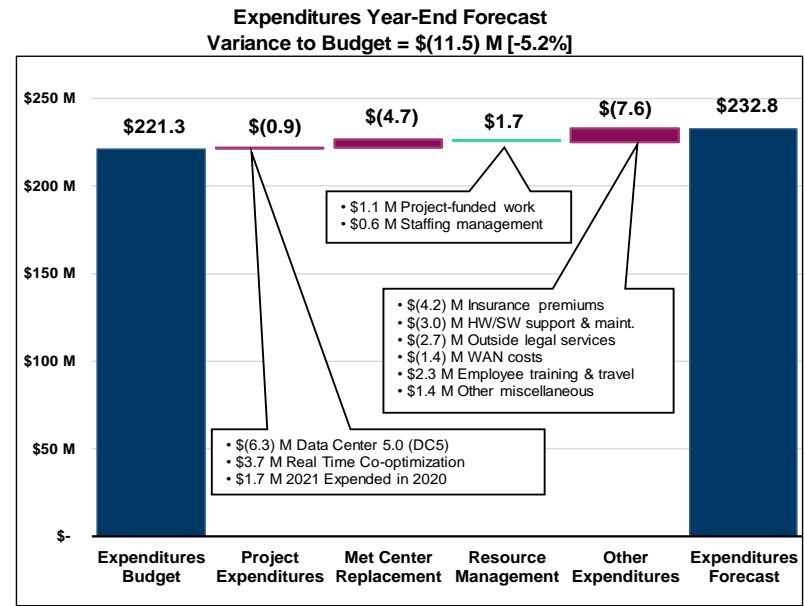 Expenditures Year-End Forecast
Variance to Budget = $(11.5) M [-5.2%]
$250 M
$200 M
$150 M
$100 M
$50 M
$-
$221.3
$(0.9)
$(4.7)
$1.7
$(7.6)
$232.8
• $1.1 M Project-funded work
• $0.6 M Staffing management
• $(4.2) M Insurance premiums
• $(3.0) M HW/SW support & maint.
• $(2.7) M Outside legal services
• $(1.4) M WAN costs
• $2.3 M Employee training & travel
• $1.4 M Other miscellaneous
• $(6.3) M Data Center 5.0 (DC5)
• $3.7 M Real Time Co-optimization
• $1.7 M 2021 Expended in 2020
Expenditures Budget
Project Expenditures
Met Center Replacement
Resource Management
Other Expenditures
Expenditures Forecast